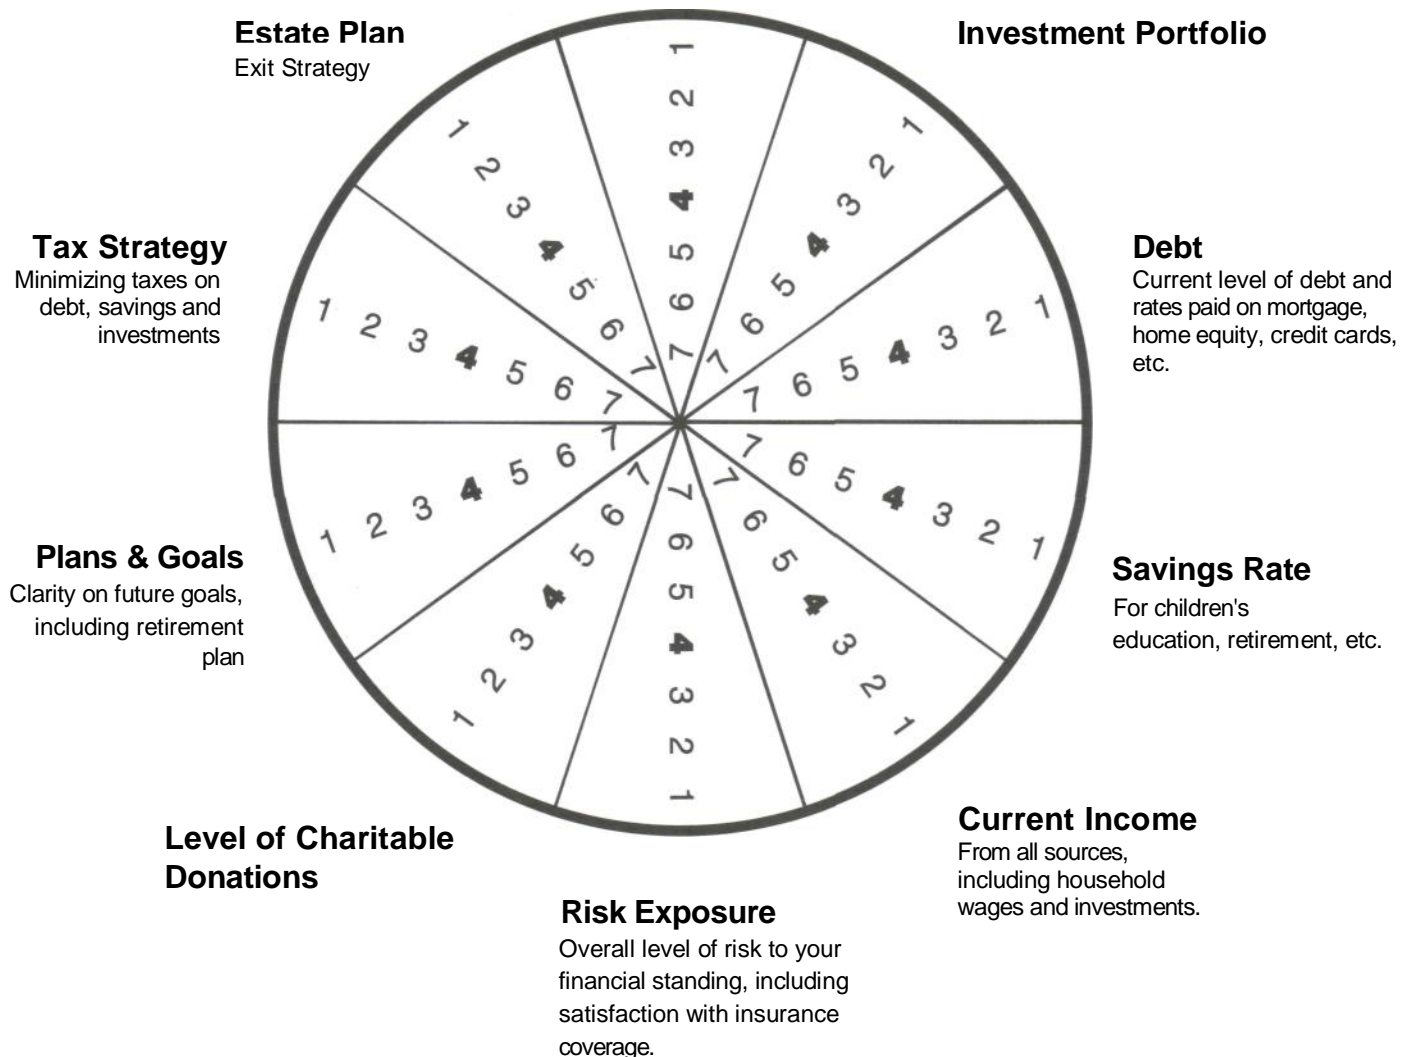 Estate Plan
Exit Strategy
Investment Portfolio
Tax Strategy
Minimizing taxes on
debt, savings and
investments
Debt
Current level of debt and
rates paid on mortgage,
home equity, credit cards,
etc.
Plans & Goals
Clarity on future goals,
including retirement
plan
Savings Rate
For children's
education, retirement, etc.
Level of Charitable
Donations
Current Income
From all sources,
including household
wages and investments.
Risk Exposure
Overall level of risk to your
financial standing, including
satisfaction with insurance
coverage.
1 2 3 4 5 6 7
1 2 3 4 5 6 7
1 2 3 4 5 6 7
1 2 3 4 5 6 7
1 2 3 4 5 6 7
1 2 3 4 5 6 7
1 2 3 4 5 6 7
1 2 3 4 5 6 7
1 2 3 4 5 6 7
1 2 3 4 5 6 7